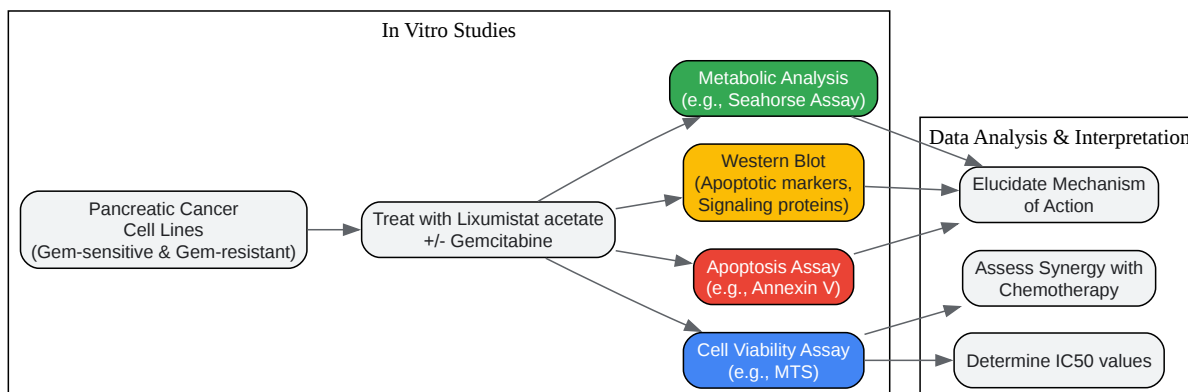 In Vitro Studies
Pancreatic Cancer
Cell Lines
(Gem-sensitive & Gem-resistant)
Treat with Lixumistat acetate
+/- Gemcitabine
Metabolic Analysis
(e.g., Seahorse Assay)
Western Blot
(Apoptotic markers,
Signaling proteins)
Apoptosis Assay
(e.g., Annexin V)
Cell Viability Assay
(e.g., MTS)
Data Analysis & Interpretation
Elucidate Mechanism
of Action
Assess Synergy with
Chemotherapy
Determine IC50 values